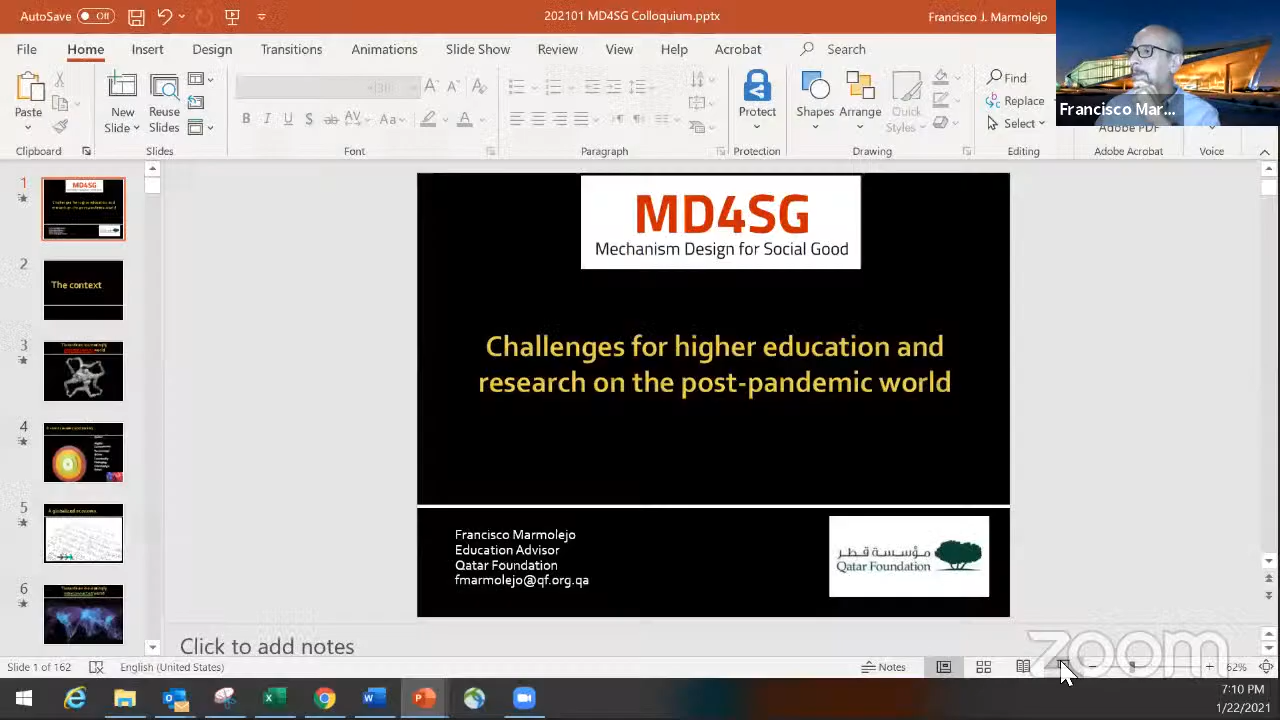 AutoSave
Off
202101 MD4SG Colloquium.pptx
Francisco J. Marmolejo
File Home Insert Design Transitions Animations Slide Show Review View Help Acrobat Search
Paste
New Slide
Reuse Slides
Protect
Shapes
Arrange
Quick Styles
Find
Replace
Select
Francisco Mar...
Adobe PDF
Clipboard
Slides
Font
Paragraph
Protection
Drawing
Editing
Adobe Acrobat
Voice
1
MD4SG
The context
4
5
6
MD4SG
Mechanism Design for Social Good
Challenges for higher education and
research on the post-pandemic world
Francisco Marmolejo
Education Advisor
Qatar Foundation
fmarmolejo@qf.org.qa
مؤسسة قطر
Qatar Foundation
Click to add notes
zoom
Slide 1 of 162
English (United States)
Notes
7:10 PM
1/22/2021